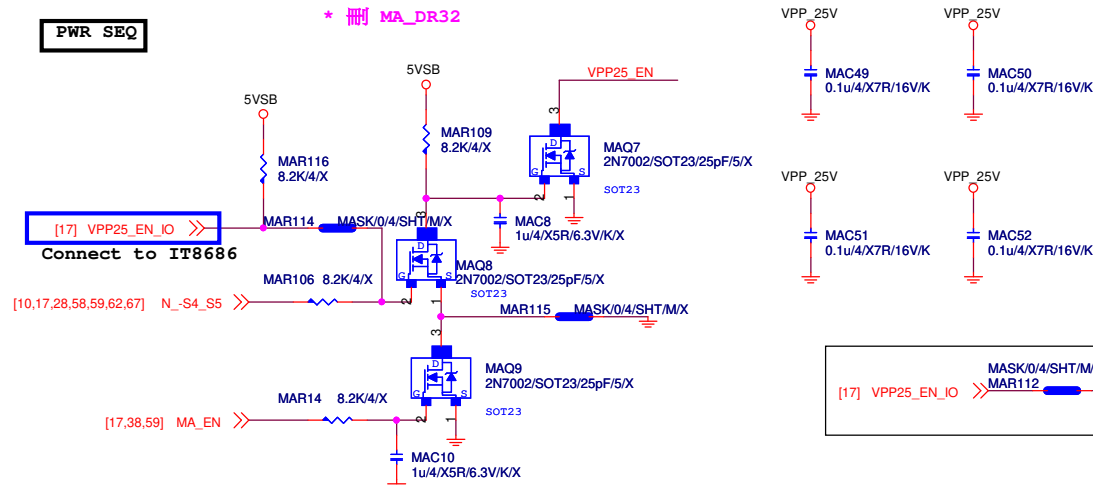 * 刪 MA_DR32
PWR SEQ
5VSB
MAR116
8.2K/4/X
5VSB
MAR109
8.2K/4/X
VPP25_EN
3
D
G
S
2
1
MAQ7
2N7002/SOT23/25pF/5/X
SOT23
MAC8
1u/4/X5R/6.3V/K/X
[17] VPP25_EN_IO
Connect to IT8686
MAR114
MASK/0/4/SHT/M/X
3
D
G
S
2
1
MAQ8
2N7002/SOT23/25pF/5/X
SOT23
MAR106 8.2K/4/X
[10,17,28,58,59,62,67] N_-S4_S5
MAR115 MASK/0/4/SHT/M/X
3
D
G
S
2
1
MAQ9
2N7002/SOT23/25pF/5/X
SOT23
MAR14 8.2K/4/X
[17,38,59] MA_EN
MAC10
1u/4/X5R/6.3V/K/X
VPP_25V
MAC49
0.1u/4/X7R/16V/K
VPP_25V
MAC50
0.1u/4/X7R/16V/K
VPP_25V
MAC51
0.1u/4/X7R/16V/K
VPP_25V
MAC52
0.1u/4/X7R/16V/K
MASK/0/4/SHT/M/
MAR112
[17] VPP25_EN_IO